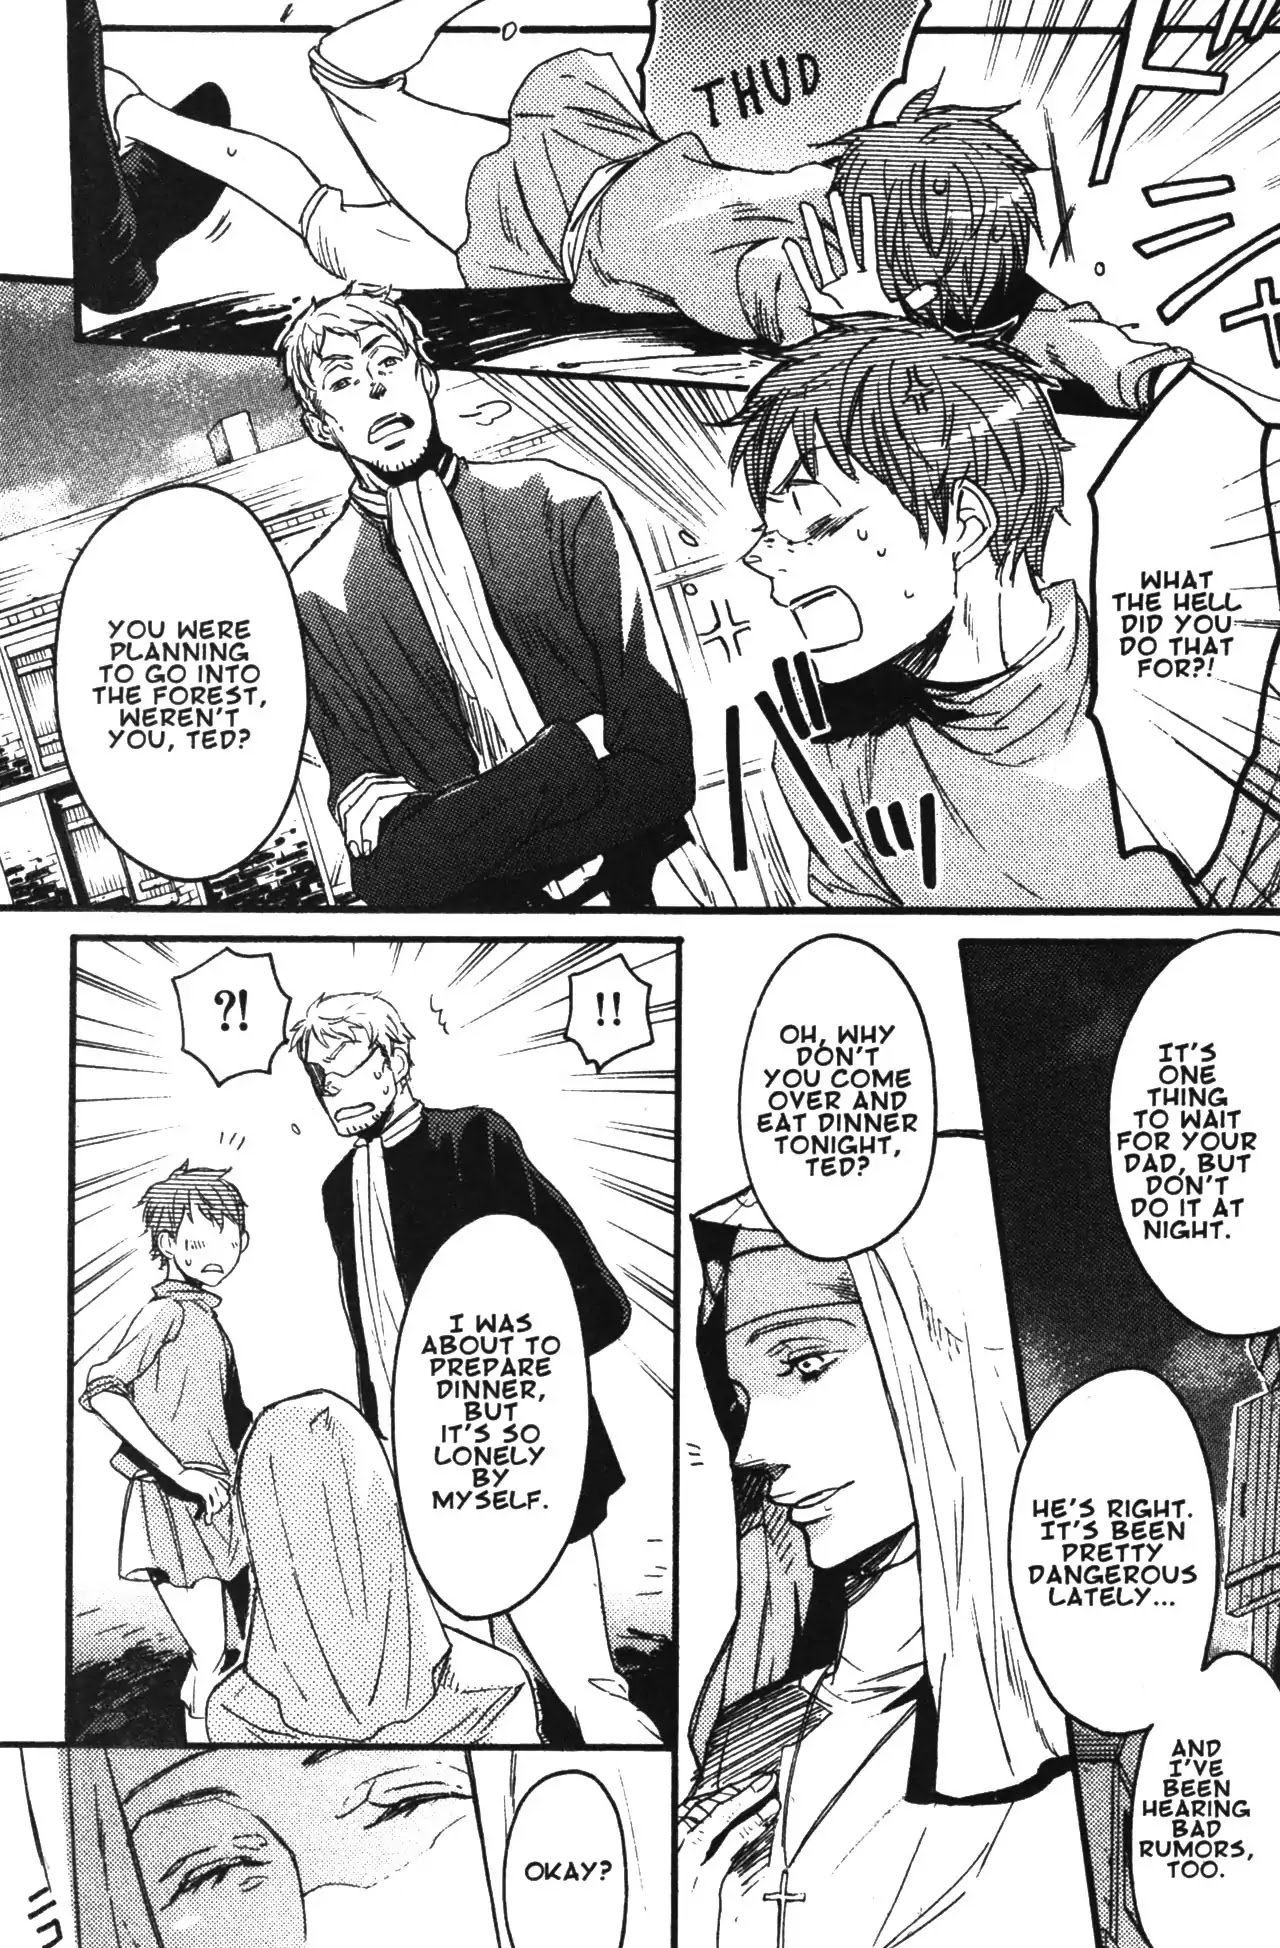 THUD
WHAT
THE HELL
DID YOU
DO THAT
FOR?!
YOU WERE
PLANNING
TO GO INTO
THE FOREST,
WEREN'T
YOU, TED?
IT'S
ONE
THING
TO WAIT
FOR YOUR
DAD, BUT
DON'T
DO IT AT
NIGHT.
HE'S RIGHT.
IT'S BEEN
PRETTY
DANGEROUS
LATELY...
AND
I'VE
BEEN
HEARING
BAD
RUMORS,
TOO.
OH, WHY
DON'T
YOU COME
OVER AND
EAT DINNER
TONIGHT,
TED?
!!
?!
I WAS
ABOUT TO
PREPARE
DINNER,
BUT
IT'S SO
LONELY
BY
MYSELF.
OKAY?